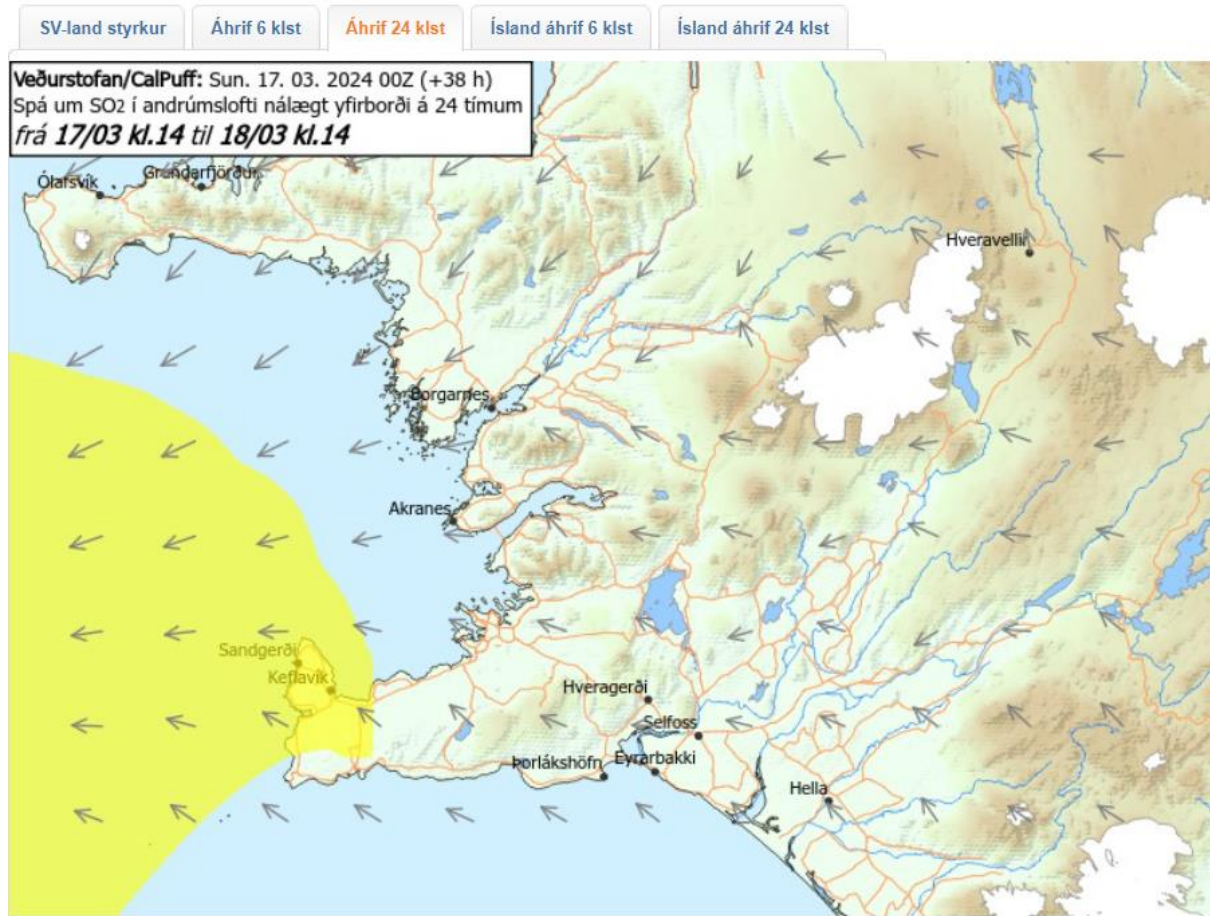 SV-land styrkur
Áhrif 6 klst
Áhrif 24 klst
Ísland áhrif 6 klst
Ísland áhrif 24 klst
Veðurstofan/CalPuff: Sun. 17. 03. 2024 00Z (+38 h)
Spá um SO2 í andrúmslofti nálægt yfirborði á 24 tímum
frá 17/03 kl.14 til 18/03 kl.14
Ólafsvík
Grundarfjörður
Hveravellir
Borgarnes
Akranes
Sandgerði
Keflavík
Hveragerði
Selfoss
Þorlákshöfn
Eyrarbakki
Hella